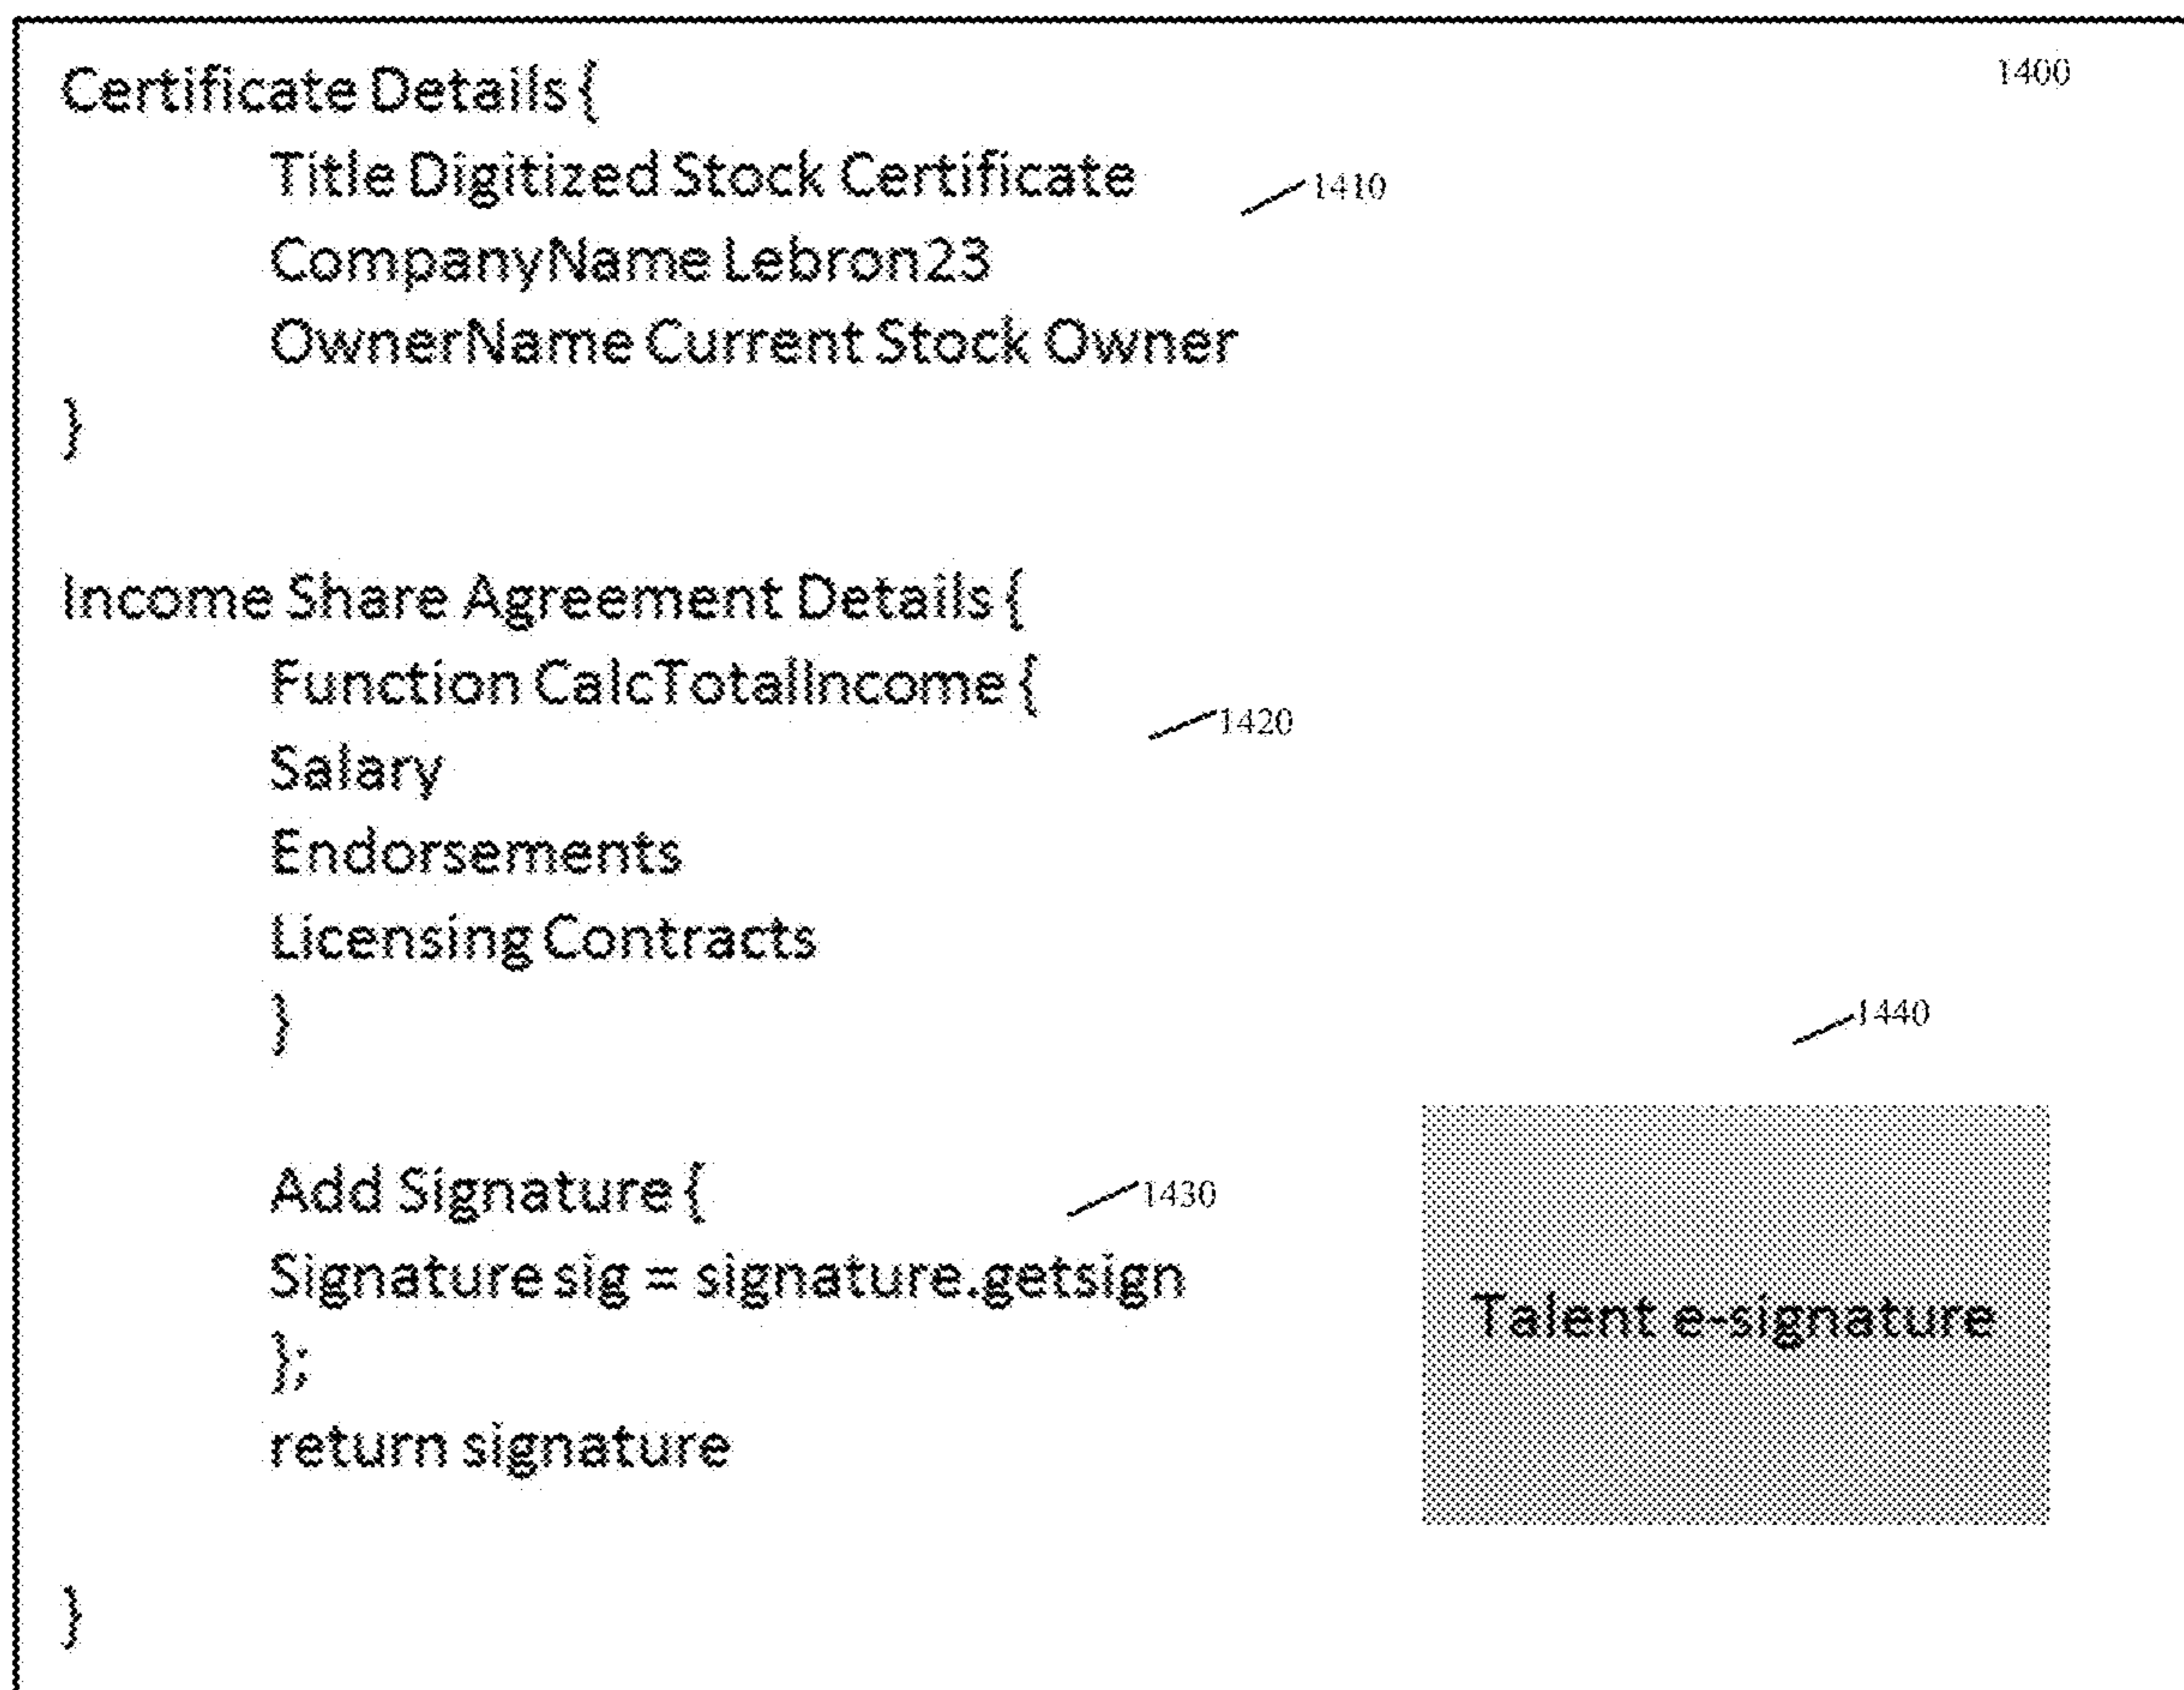 1400
Certificate Details {
Title Digitized Stock Certificate
1410
CompanyName Lebron23
OwnerName Current Stock Owner
}
Income Share Agreement Details {
Function CalcTotalIncome {
1420
Salary
Endorsements
Licensing Contracts
}
1440
Add Signature {
1430
Signature sig = signature.getsign
Talent e-signature
};
return signature
}